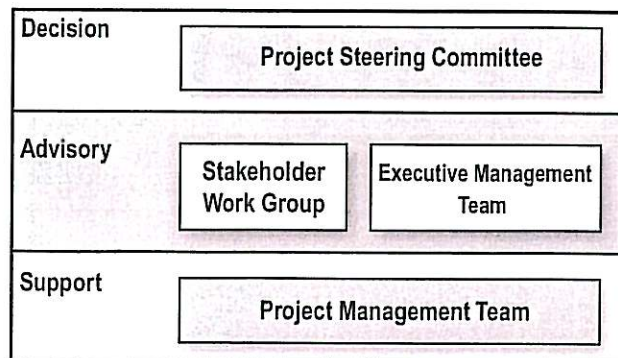 Decision
Project Steering Committee
Advisory
Stakeholder
Work Group
Executive Management
Team
Support
Project Management Team